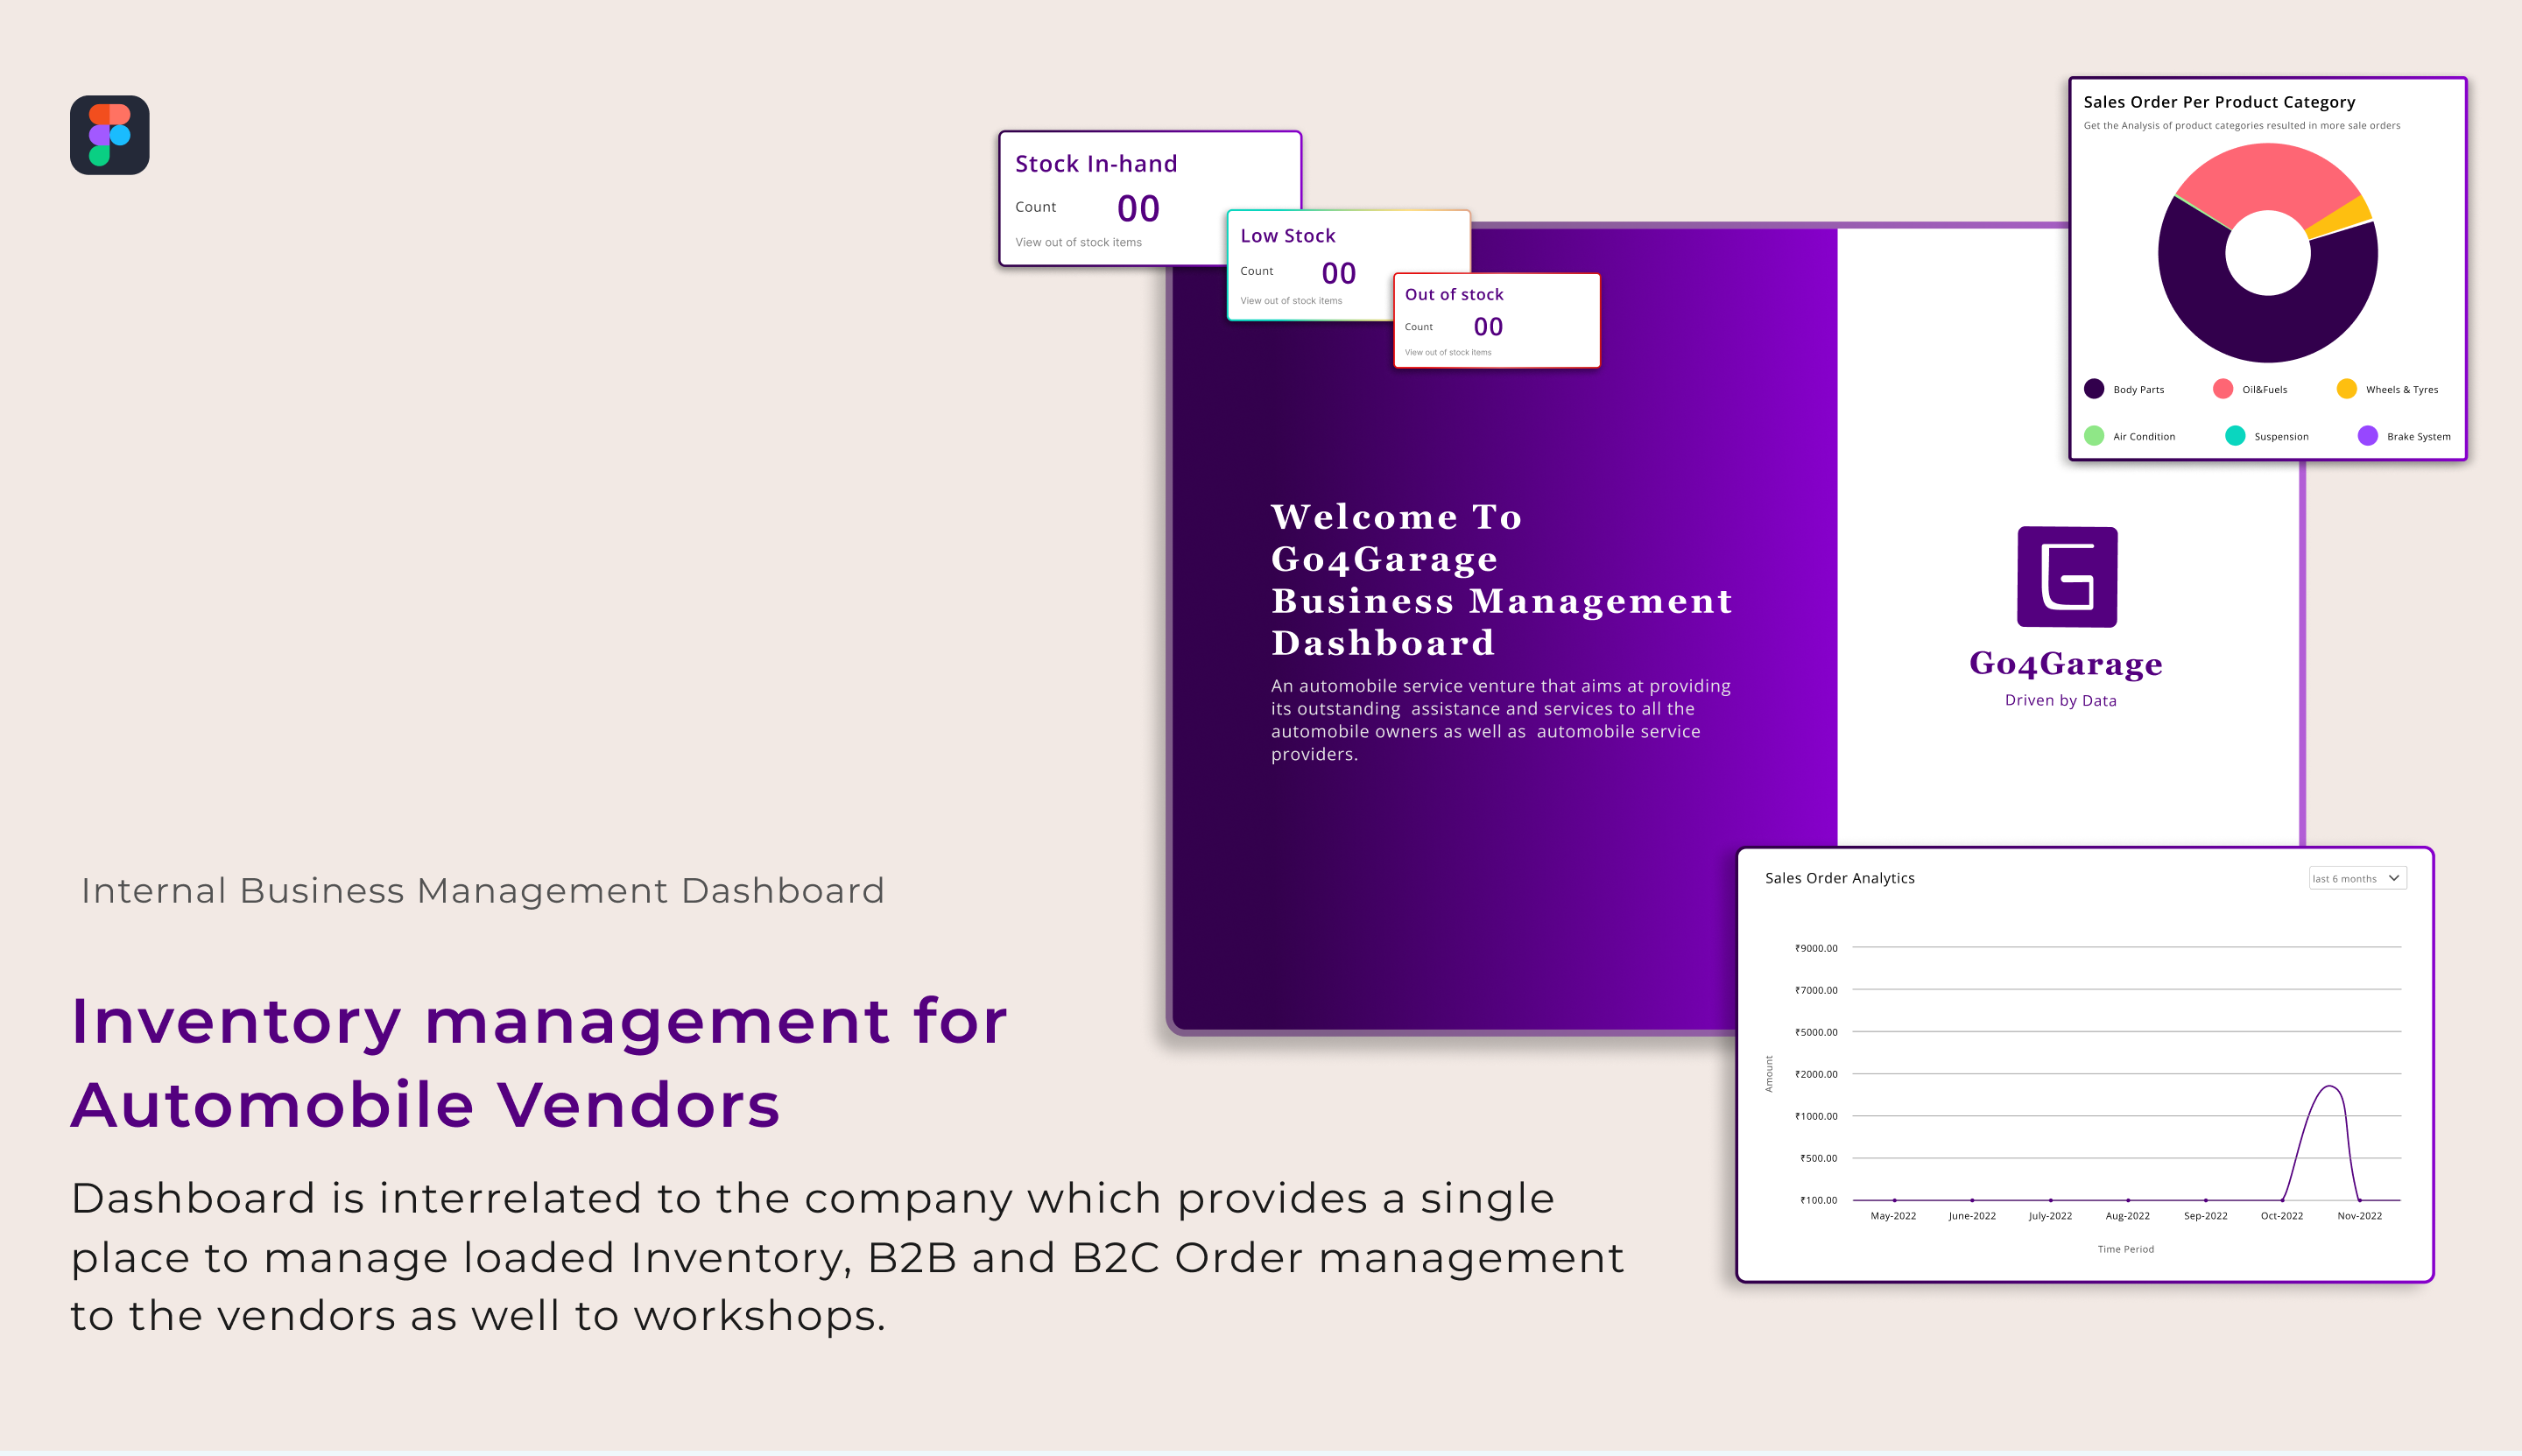 Stock In-hand
Count 00
View out of stock items
Low Stock
Count 00
View out of stock items
Out of stock
Count 00
View out of stock items
Sales Order Per Product Category
Get the Analysis of product categories resulted in more sale orders
Body Parts Oil&Fuels Wheels & Tyres
Air Condition Suspension Brake System
Welcome To
Go4Garage
Business Management
Dashboard
An automobile service venture that aims at providing
its outstanding  assistance and services to all the
automobile owners as well as  automobile service
providers.
G
Go4Garage
Driven by Data
Internal Business Management Dashboard
Inventory management for
Automobile Vendors
Dashboard is interrelated to the company which provides a single
place to manage loaded Inventory, B2B and B2C Order management
to the vendors as well to workshops.
Sales Order Analytics
last 6 months
₹9000.00
₹7000.00
₹5000.00
₹2000.00
₹1000.00
₹500.00
₹100.00
Amount
May-2022 June-2022 July-2022 Aug-2022 Sep-2022 Oct-2022 Nov-2022
Time Period